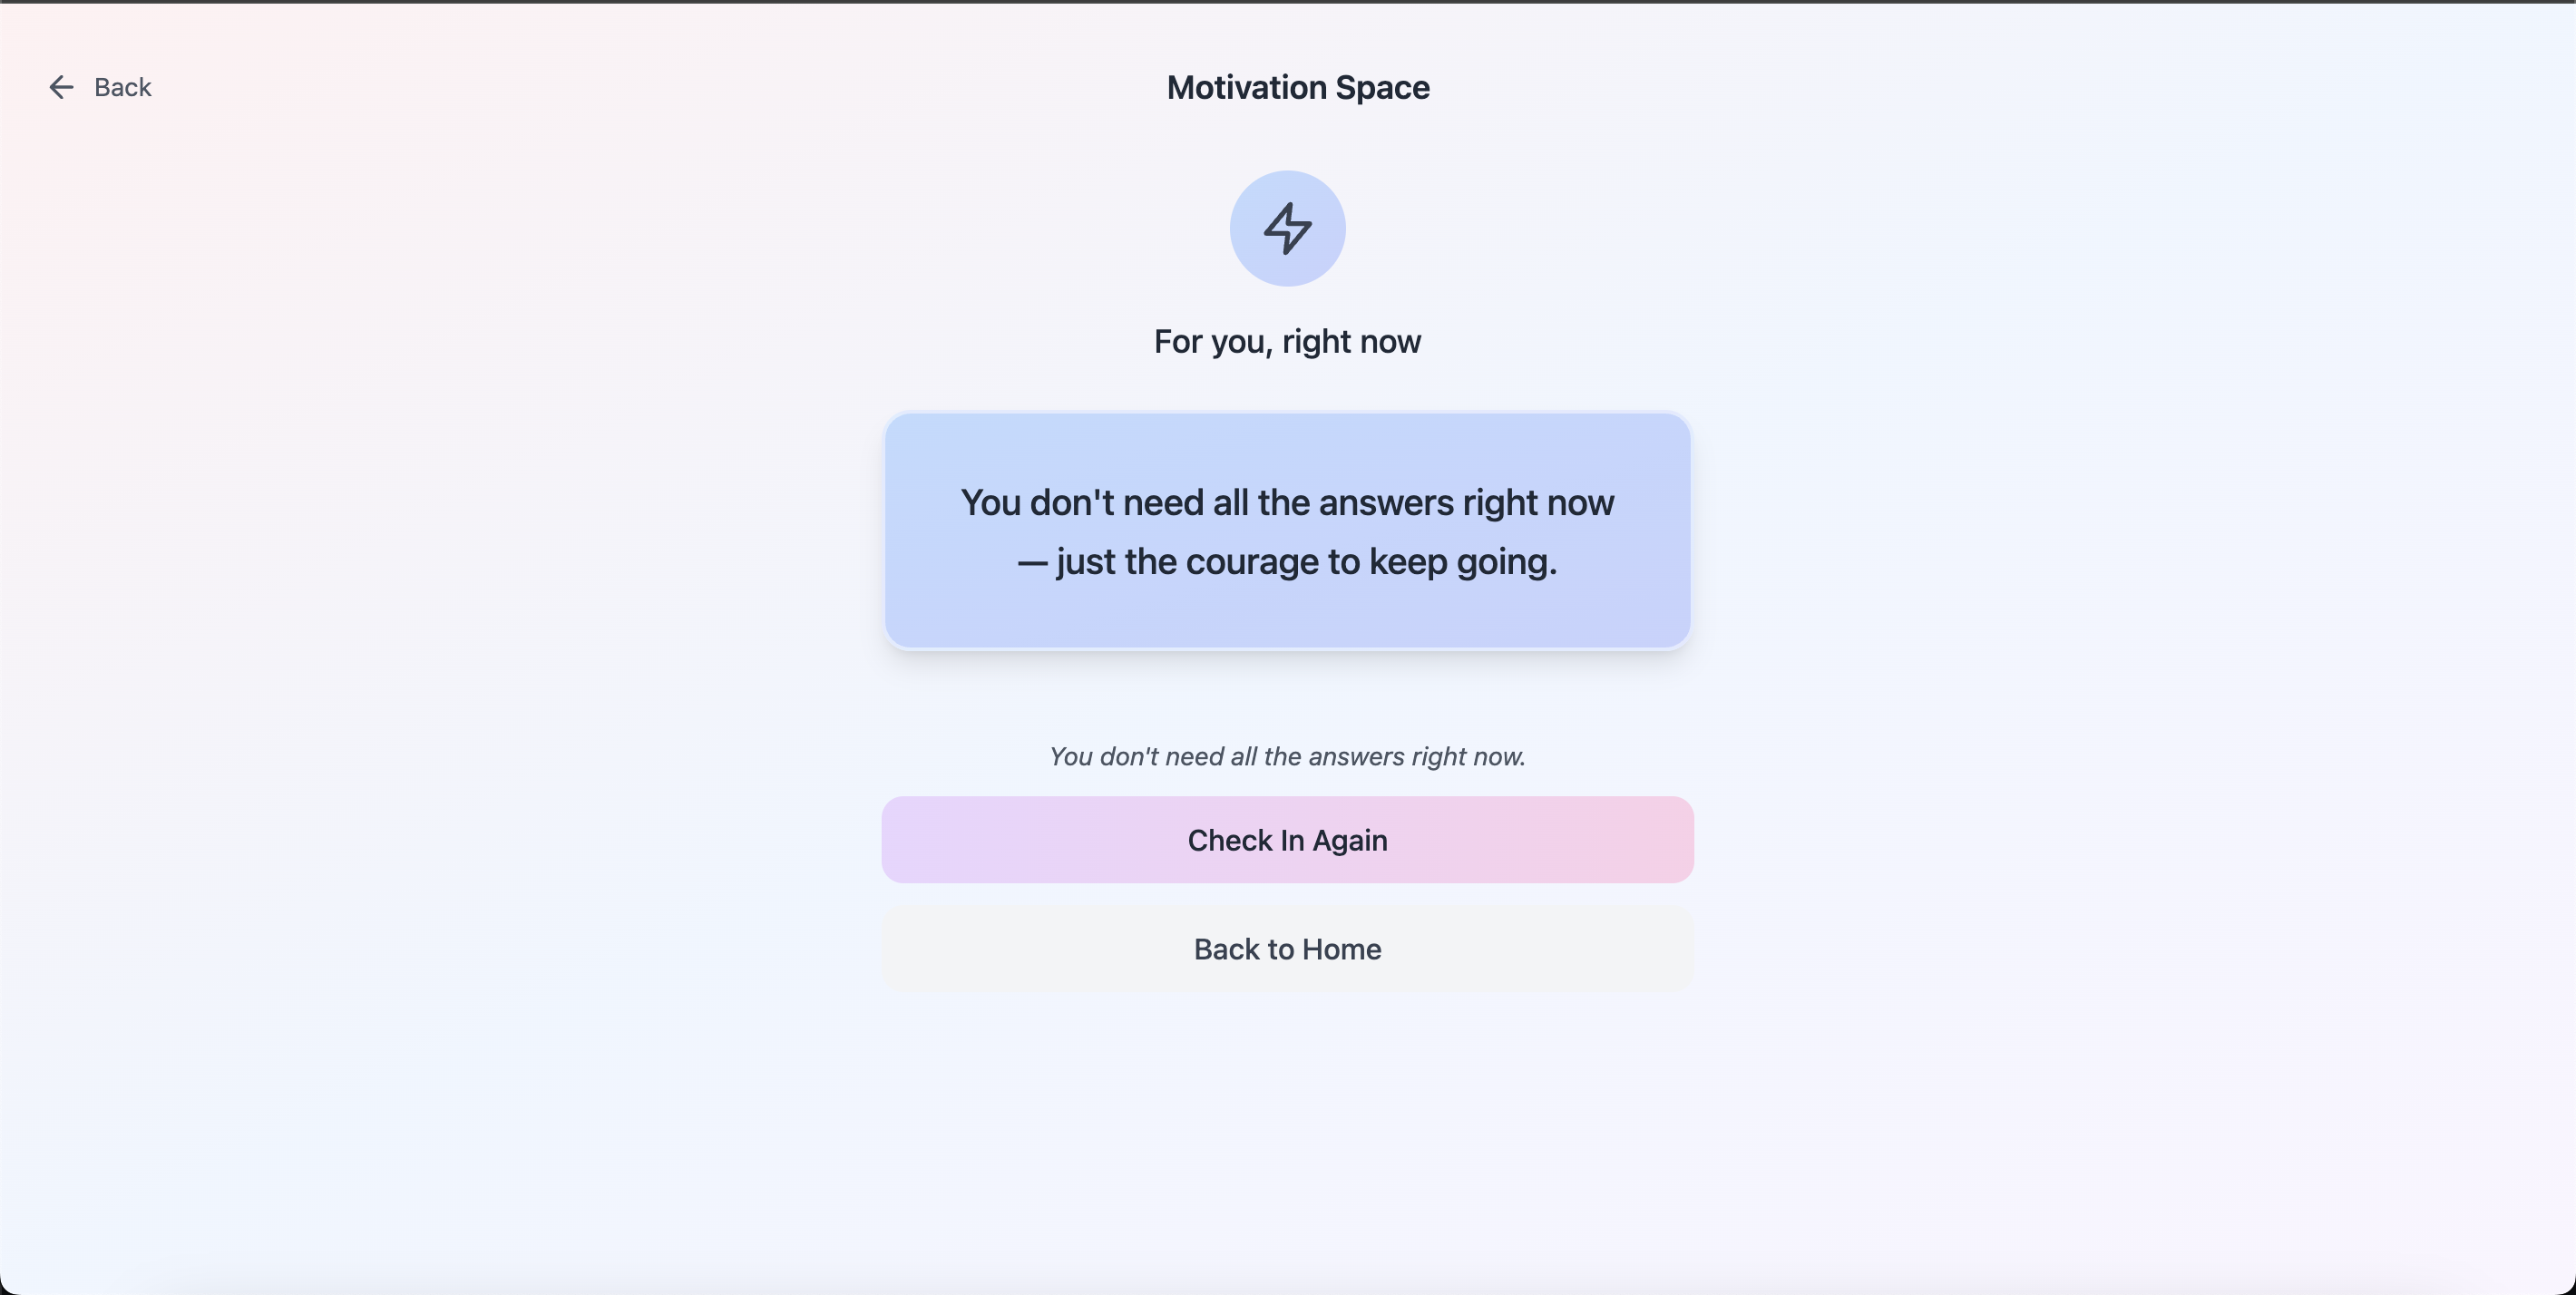 Back
Motivation Space
For you, right now
You don't need all the answers right now
— just the courage to keep going.
You don't need all the answers right now.
Check In Again
Back to Home